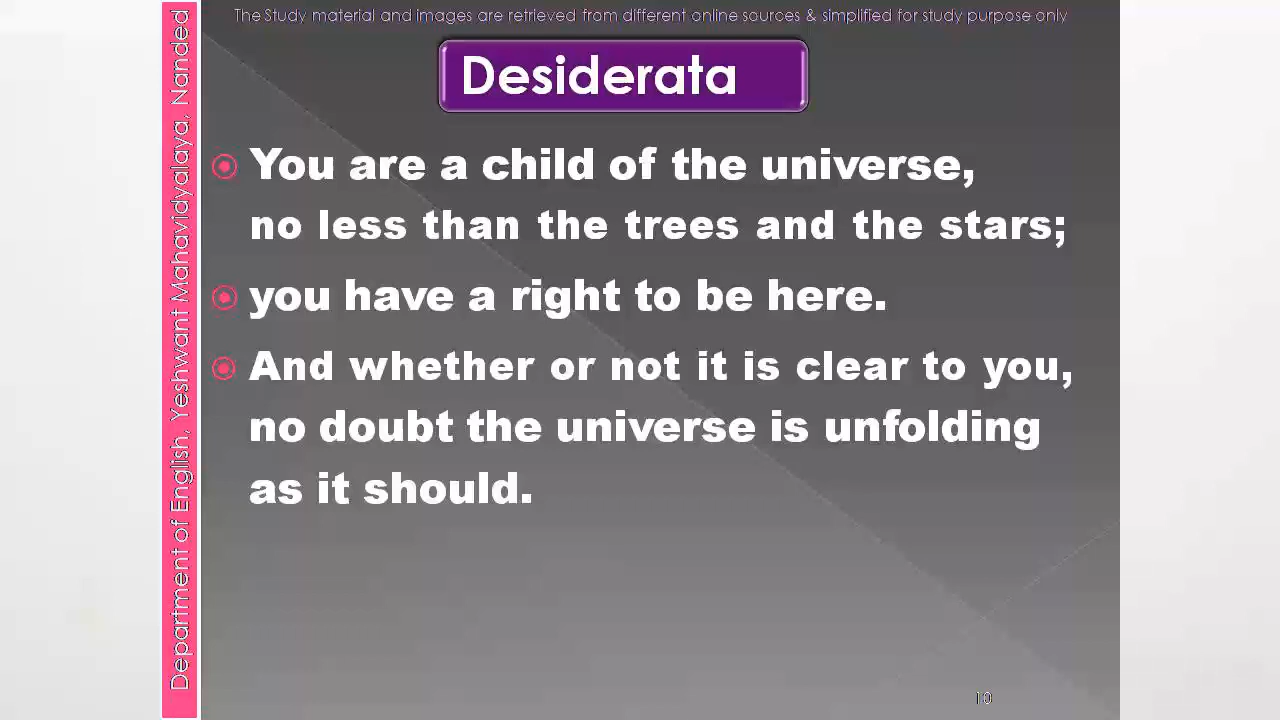 The Study material and images are retrieved from different online sources & simplified for study purpose only
Desiderata
You are a child of the universe,
no less than the trees and the stars;
you have a right to be here.
And whether or not it is clear to you,
no doubt the universe is unfolding
as it should.
Department of English, Yeshwant Mahavidyalaya, Nanded
10